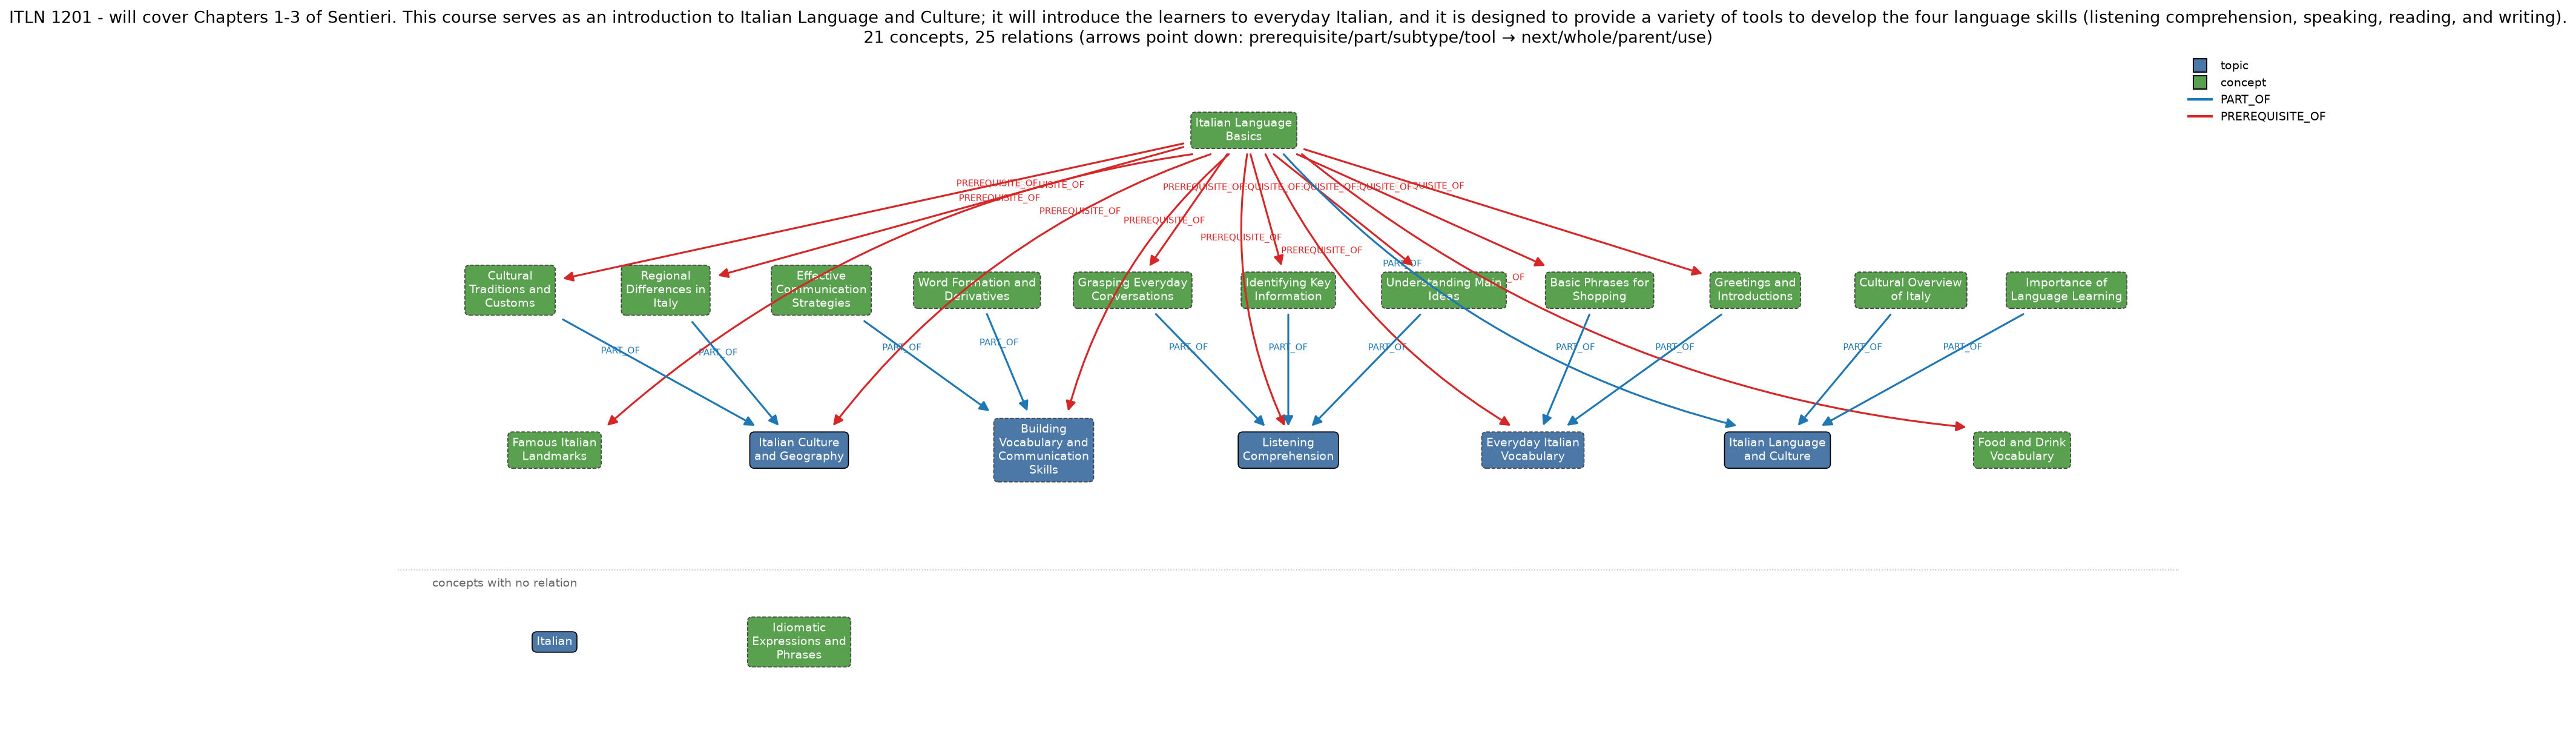 ITLN 1201 - will cover Chapters 1-3 of Sentieri. This course serves as an introduction to Italian Language and Culture; it will introduce the learners to everyday Italian, and it is designed to provide a variety of tools to develop the four language skills (listening comprehension, speaking, reading, and writing).
21 concepts, 25 relations (arrows point down: prerequisite/part/subtype/tool → next/whole/parent/use)
topic
concept
PART_OF
PREREQUISITE_OF
Italian Language
Basics
PREREQUISITE_OF
PREREQUISITE_OF
PREREQUISITE_OF
PREREQUISITE_OF
PREREQUISITE_OF
PREREQUISITE_OF
PREREQUISITE_OF
PART_OF
Cultural
Traditions and
Customs
Regional
Differences in
Italy
Effective
Communication
Strategies
Word Formation and
Derivatives
Grasping Everyday
Conversations
Identifying Key
Information
Understanding Main
Ideas
Basic Phrases for
Shopping
Greetings and
Introductions
Cultural Overview
of Italy
Importance of
Language Learning
PART_OF
PART_OF
PART_OF
PART_OF
PART_OF
PART_OF
PART_OF
PART_OF
PART_OF
PART_OF
PART_OF
Famous Italian
Landmarks
Italian Culture
and Geography
Building
Vocabulary and
Communication
Skills
Listening
Comprehension
Everyday Italian
Vocabulary
Italian Language
and Culture
Food and Drink
Vocabulary
concepts with no relation
Italian
Idiomatic
Expressions and
Phrases